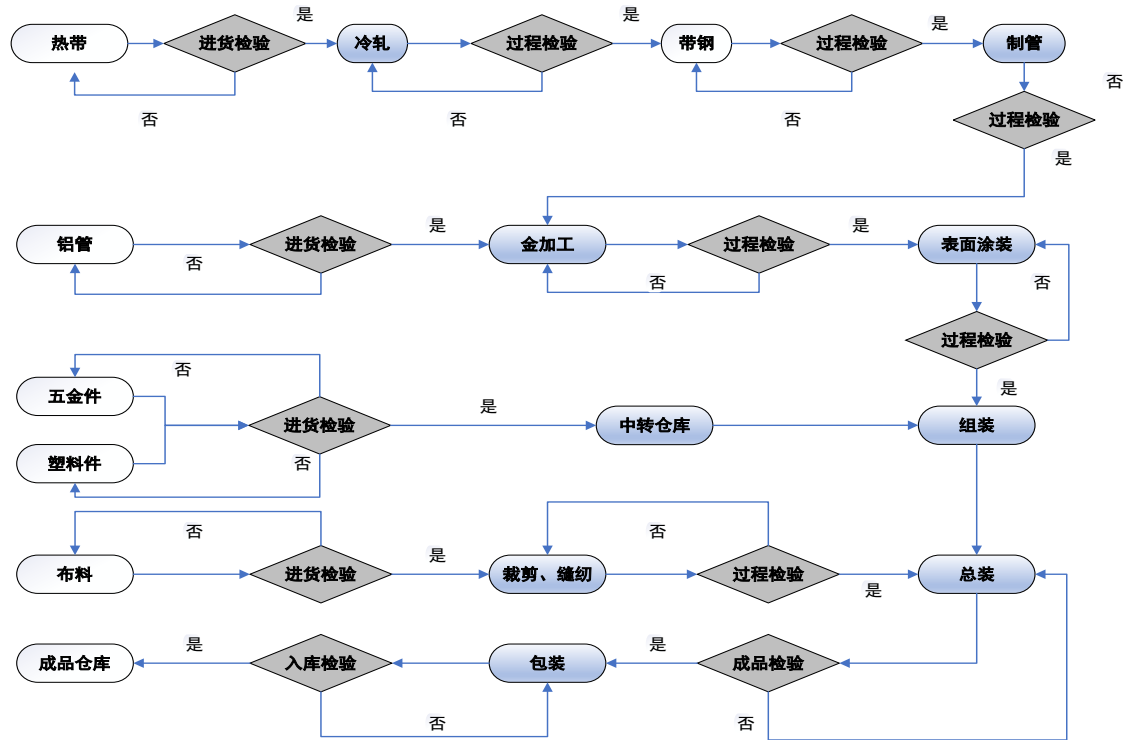 是
是
是
热带
进货检验
冷轧
过程检验
带钢
过程检验
制管
否
否
否
否
过程检验
是
是
是
铝管
进货检验
金加工
过程检验
表面涂装
否
否
否
过程检验
否
是
五金件
是
进货检验
中转仓库
组装
塑料件
否
否
否
是
布料
进货检验
裁剪、缝纫
过程检验
总装
是
是
是
成品仓库
入库检验
包装
成品检验
否
否